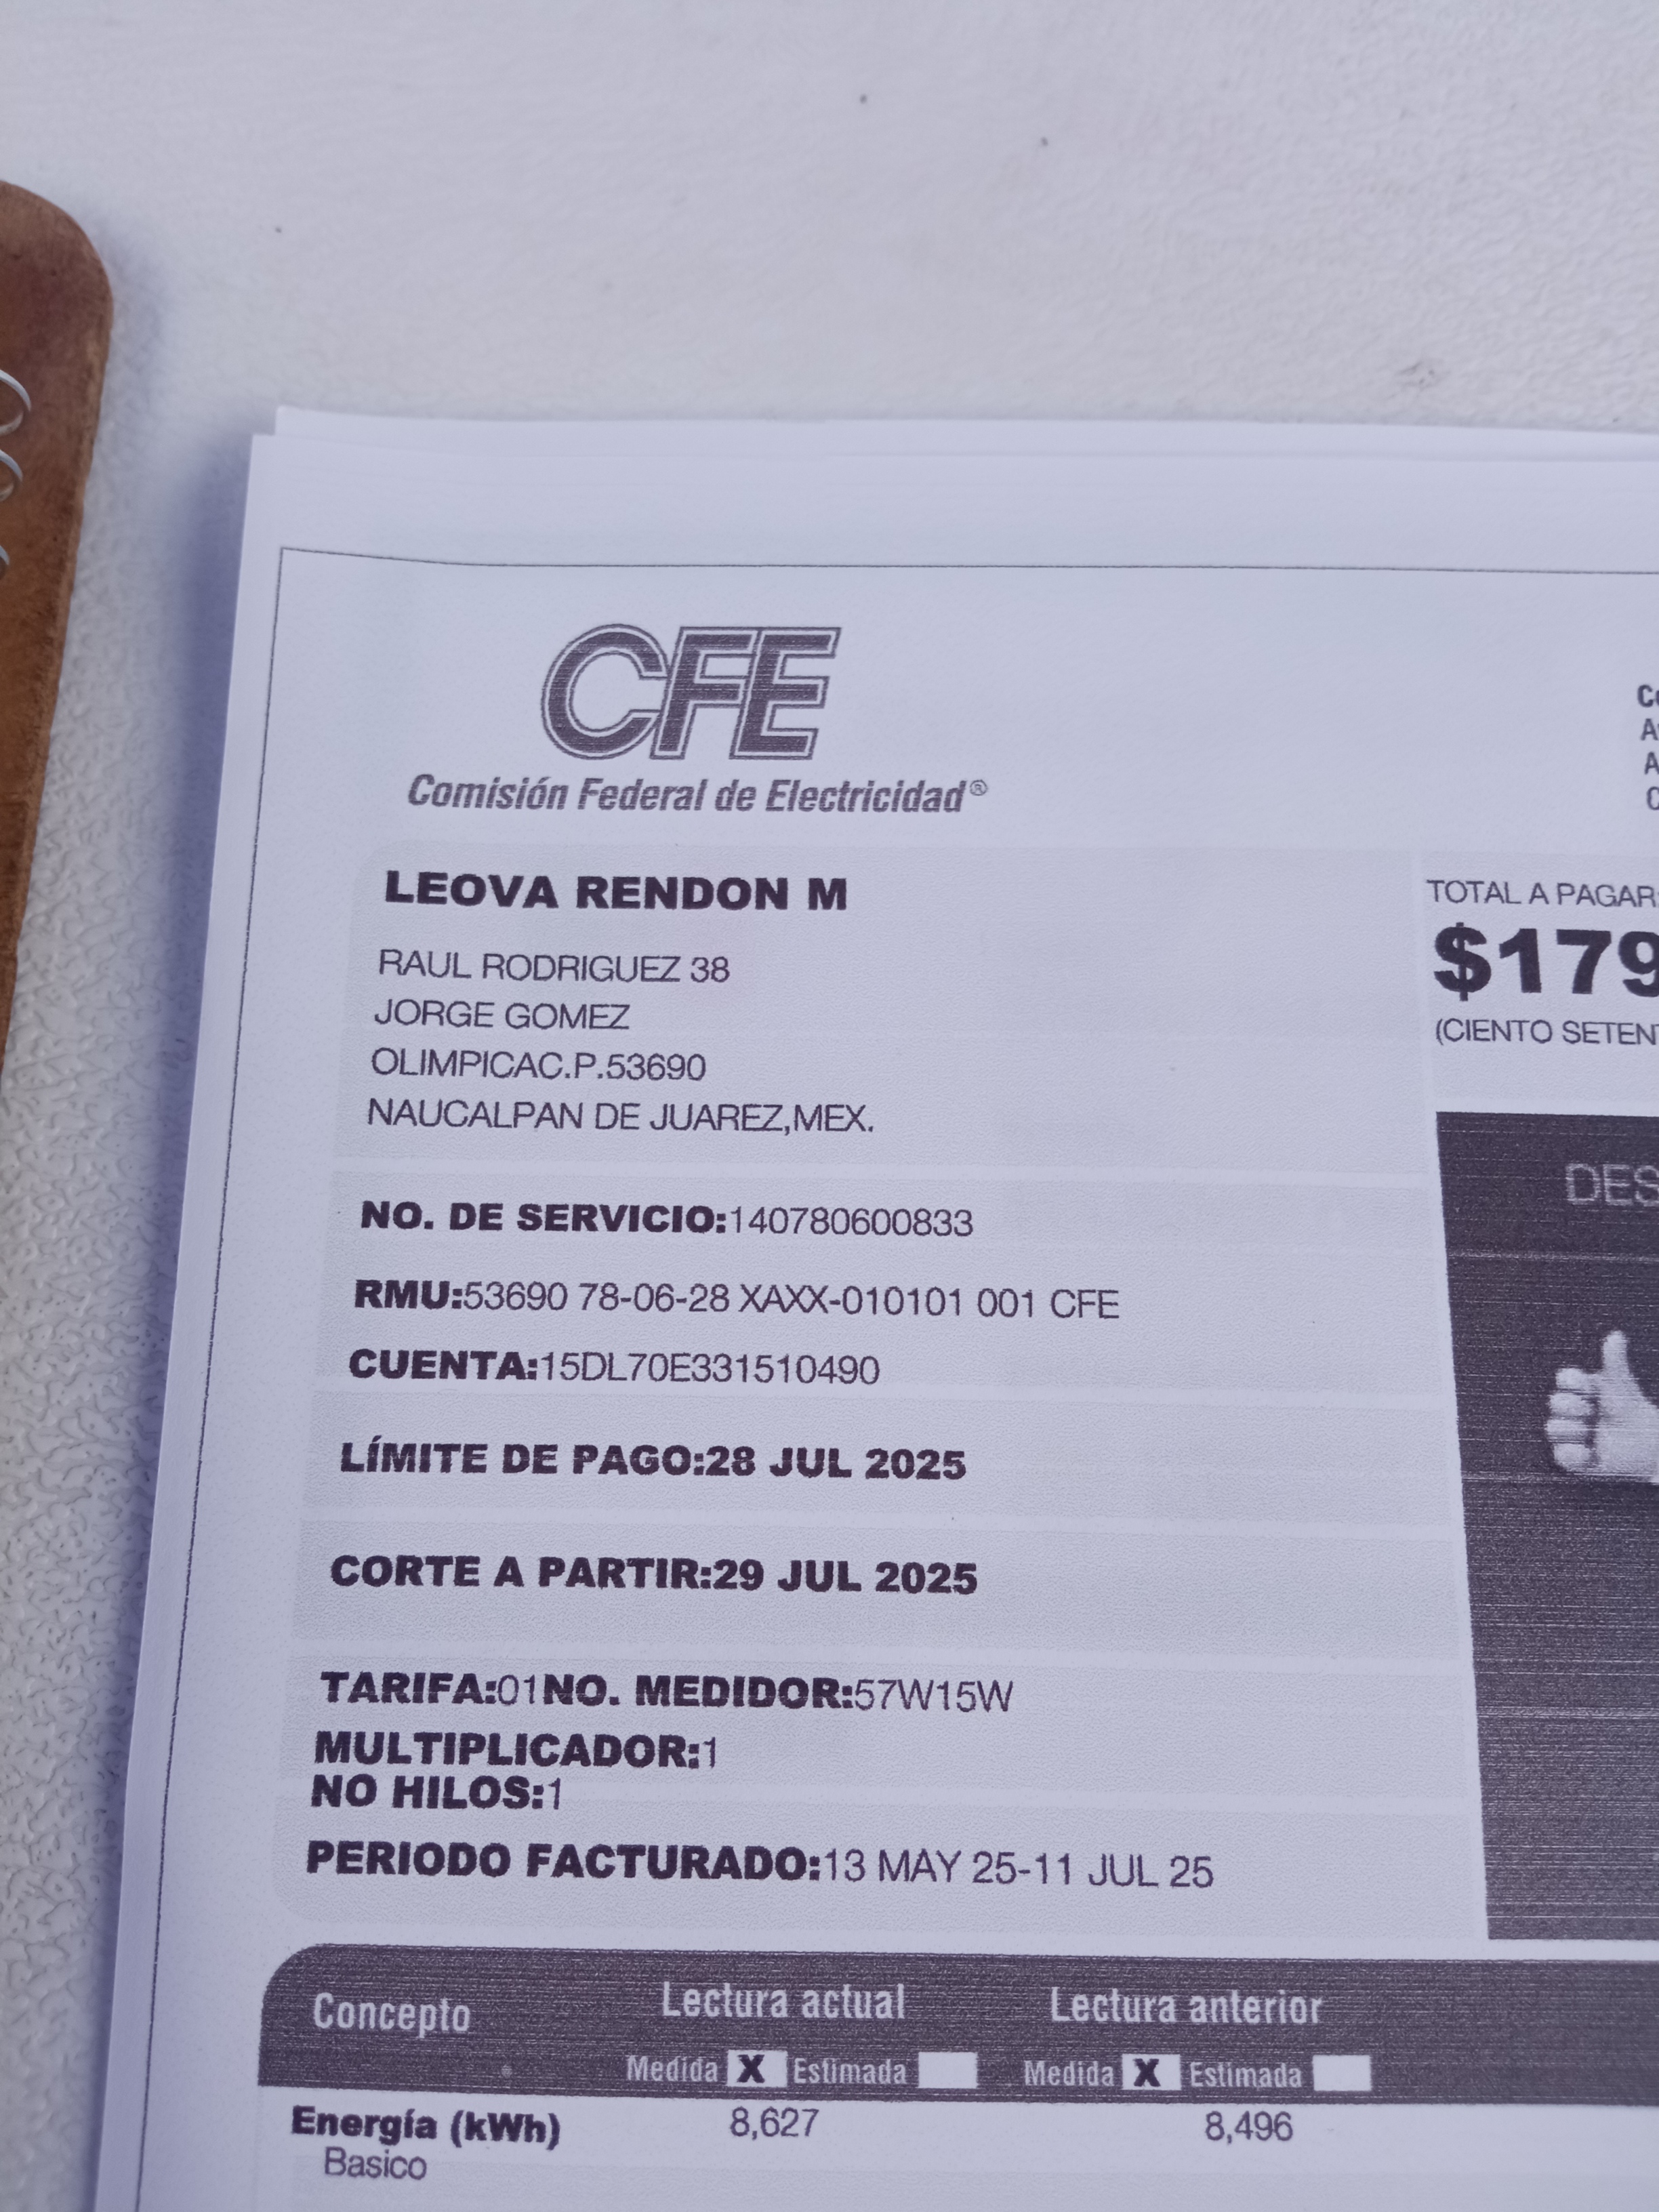 CFE
Comisión Federal de Electricidad®
LEOVA RENDON M
RAUL RODRIGUEZ 38
JORGE GOMEZ
OLIMPICAC.P.53690
NAUCALPAN DE JUAREZ,MEX.
TOTAL A PAGAR:
$179
(CIENTO SETENT
DES
NO. DE SERVICIO:140780600833
RMU:53690 78-06-28 XAXX-010101 001 CFE
CUENTA:15DL70E331510490
LÍMITE DE PAGO:28 JUL 2025
CORTE A PARTIR:29 JUL 2025
TARIFA:01NO. MEDIDOR:57W15W
MULTIPLICADOR:1
NO HILOS:1
PERIODO FACTURADO:13 MAY 25-11 JUL 25
Concepto Lectura actual Lectura anterior
Medida X Estimada Medida X Estimada
Energía (kWh) 8,627 8,496
Basico